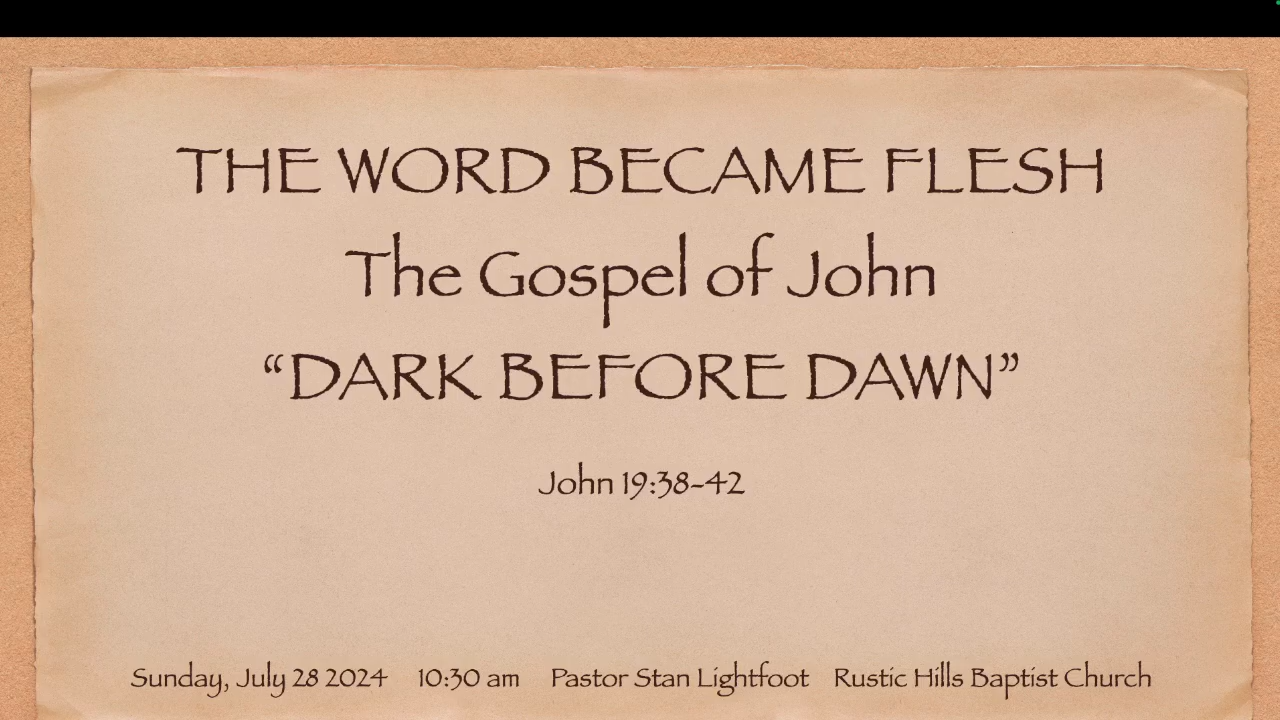 THE WORD BECAME FLESH
The Gospel of John
“DARK BEFORE DAWN”
John 19:38-42
Sunday, July 28 2024 10:30 am Pastor Stan Lightfoot Rustic Hills Baptist Church